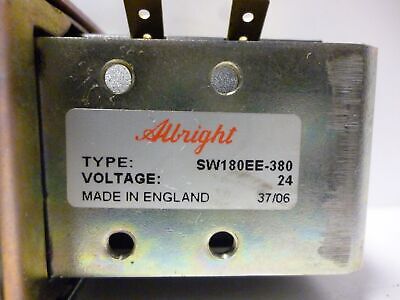 Albright
TYPE: SW180EE-380
VOLTAGE: 24
MADE IN ENGLAND 37/06